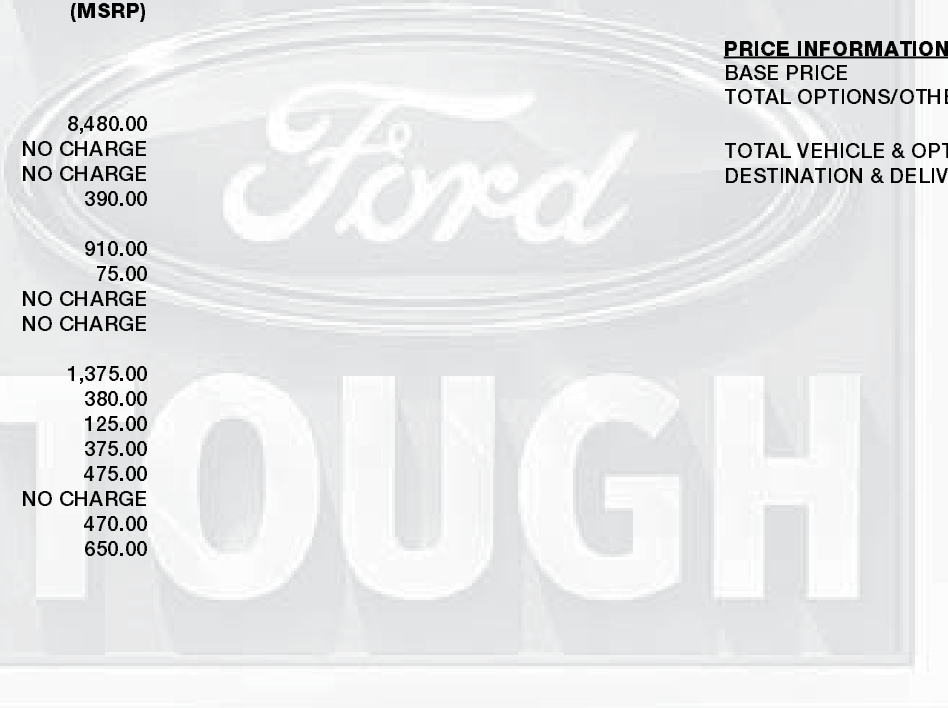 (MSRP)
8,480.00
NO CHARGE
NO CHARGE
390.00
910.00
75.00
NO CHARGE
NO CHARGE
1,375.00
380.00
125.00
375.00
475.00
NO CHARGE
470.00
650.00
PRICE INFORMATION
BASE PRICE
TOTAL OPTIONS/OTHE
TOTAL VEHICLE & OPT
DESTINATION & DELIV
Ford
TOUGH